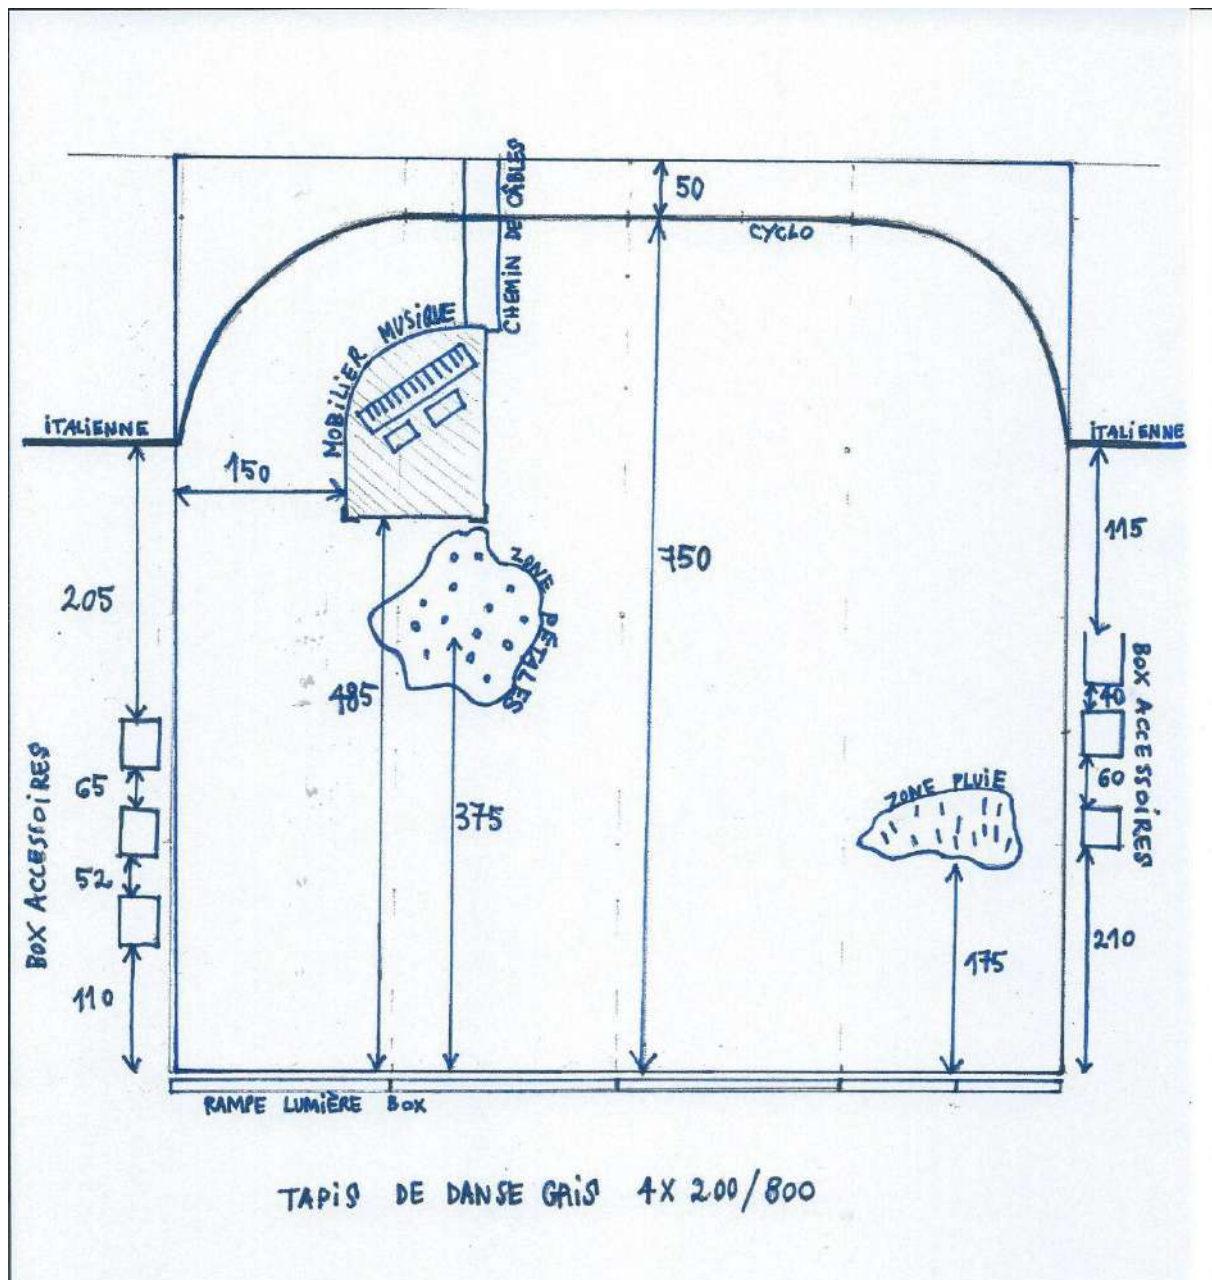 CHEMIN DE CÂBLES
50
CYCLO
MOBILIER MUSIQUE
ITALIENNE
ITALIENNE
150
115
205
750
ZONE PÉTALES
BOX ACCESSOIRES
40
485
BOX ACCESSOIRES
65
60
375
ZONE PLUIE
52
110
175
210
RAMPE LUMIÈRE BOX
TAPIS DE DANSE GRIS 4X 200/800